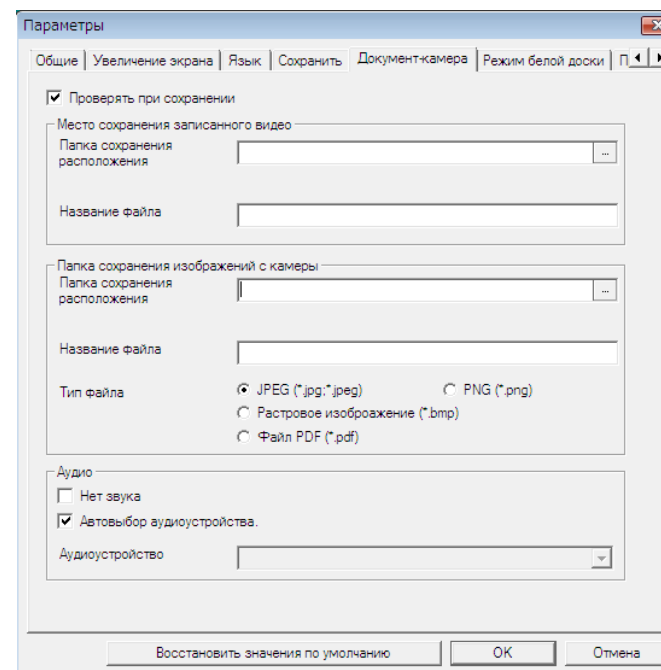 Параметры
Общие Увеличение экрана Язык Сохранить Документ-камера Режим белой доски П
Проверять при сохранении
Место сохранения записанного видео
Папка сохранения
расположения
...
Название файла
Папка сохранения изображений с камеры
Папка сохранения
расположения
...
Название файла
Тип файла
JPEG (*.jpg;*.jpeg) PNG (*.png)
Растровое изоброажение (*.bmp)
Файл PDF (*.pdf)
Аудио
Нет звука
Автовыбор аудиоустройства.
Аудиоустройство
Восстановить значения по умолчанию OK Отмена